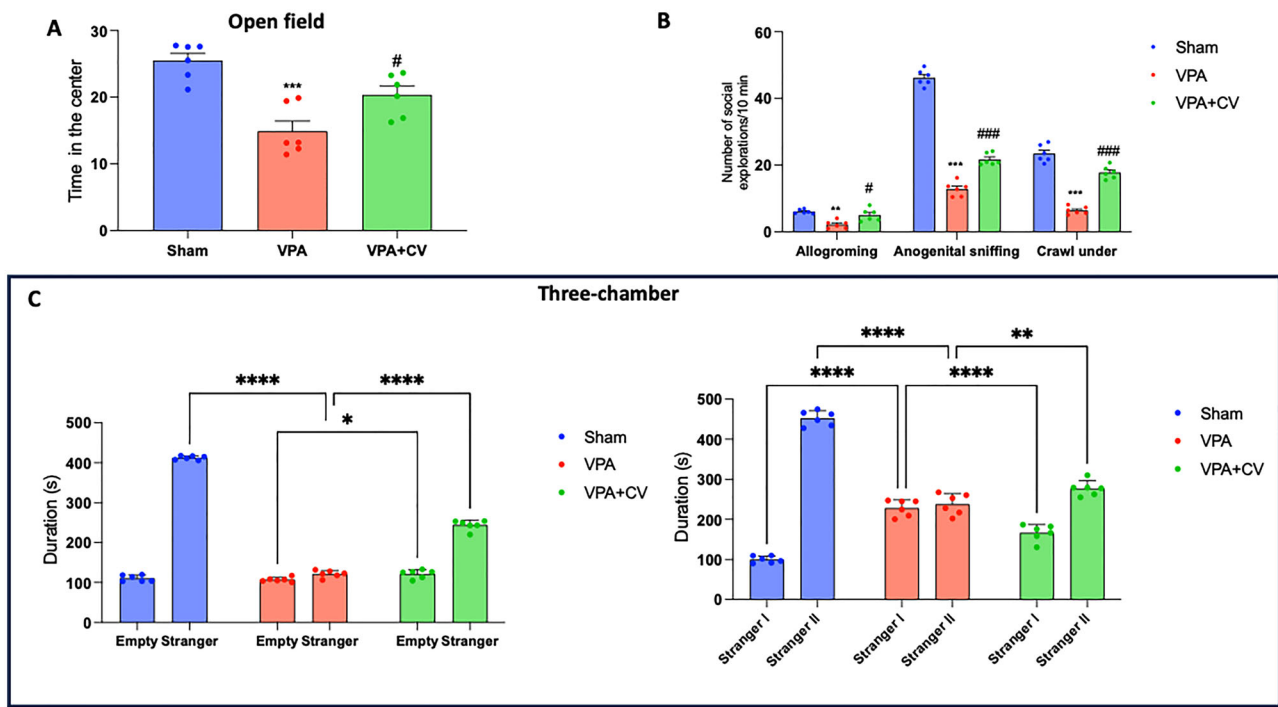 A
Open field
Time in the center
30
20
10
0
***
#
Sham
VPA
VPA+CV
B
Number of social
explorations/10 min
60
40
20
0
**
#
***
###
***
###
Allogroming
Anogenital sniffing
Crawl under
Sham
VPA
VPA+CV
C
Three-chamber
Duration (s)
500
400
300
200
100
0
****
****
*
Empty Stranger
Empty Stranger
Empty Stranger
Sham
VPA
VPA+CV
Duration (s)
500
400
300
200
100
0
****
**
****
****
Stranger I
Stranger II
Stranger I
Stranger II
Stranger I
Stranger II
Sham
VPA
VPA+CV